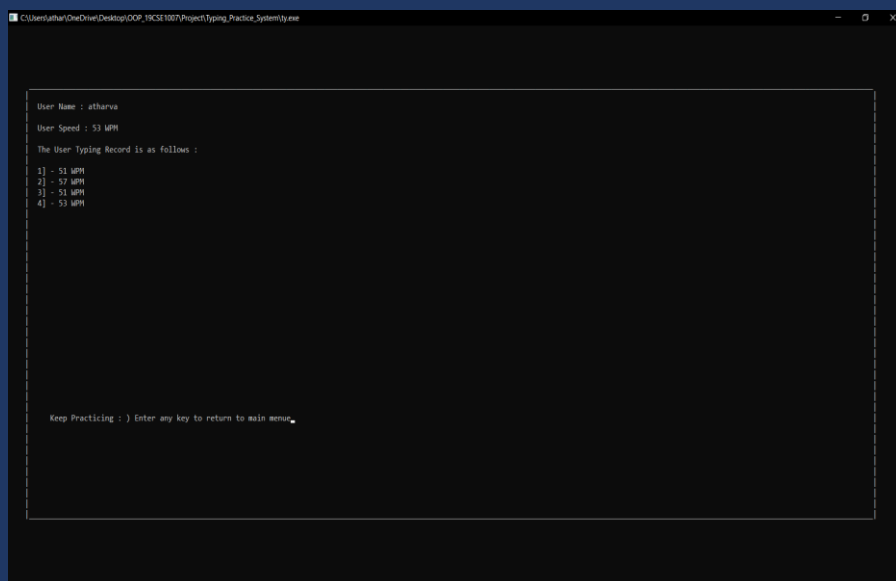 C:\Users\athar\OneDrive\Desktop\OOP_19CSE1007\Project\Typing_Practice_System\ty.exe
User Name : atharva
User Speed : 53 WPM
The User Typing Record is as follows :
1] - 51 WPM
2] - 57 WPM
3] - 51 WPM
4] - 53 WPM
Keep Practicing : ) Enter any key to return to main menue